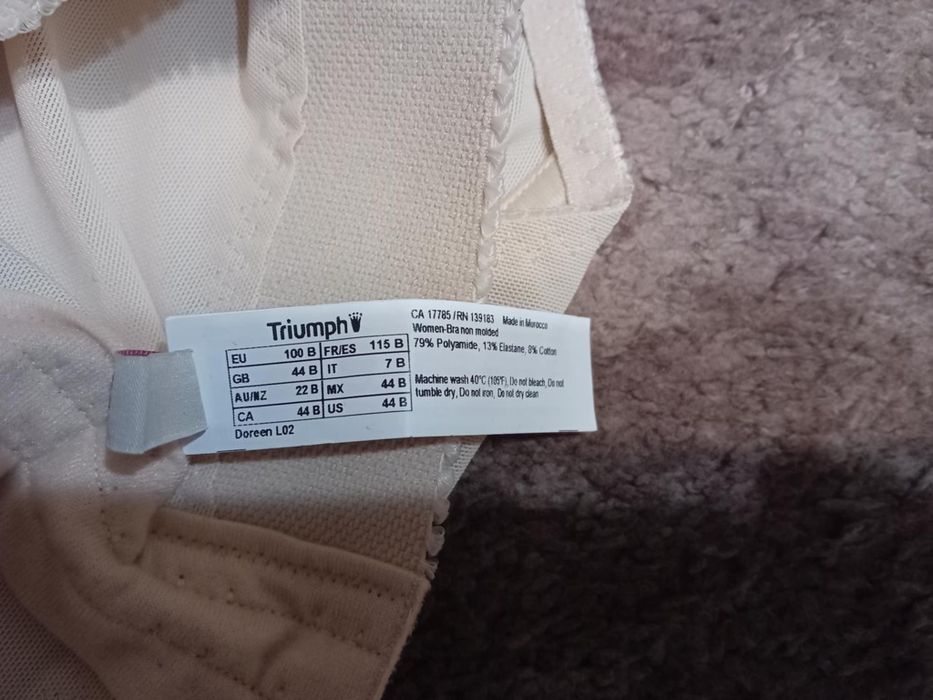 Triumph
EU 100 B FR/ES 115 B
GB 44 B IT 7 B
AU/NZ 22 B MX 44 B
CA 44 B US 44 B
Doreen L02
CA 17785 / RN 139183 Made in Morocco
Women-Bra non molded
79% Polyamide, 13% Elastane, 8% Cotton
Machine wash 40°C (105°F), Do not bleach, Do not
tumble dry, Do not iron, Do not dry clean